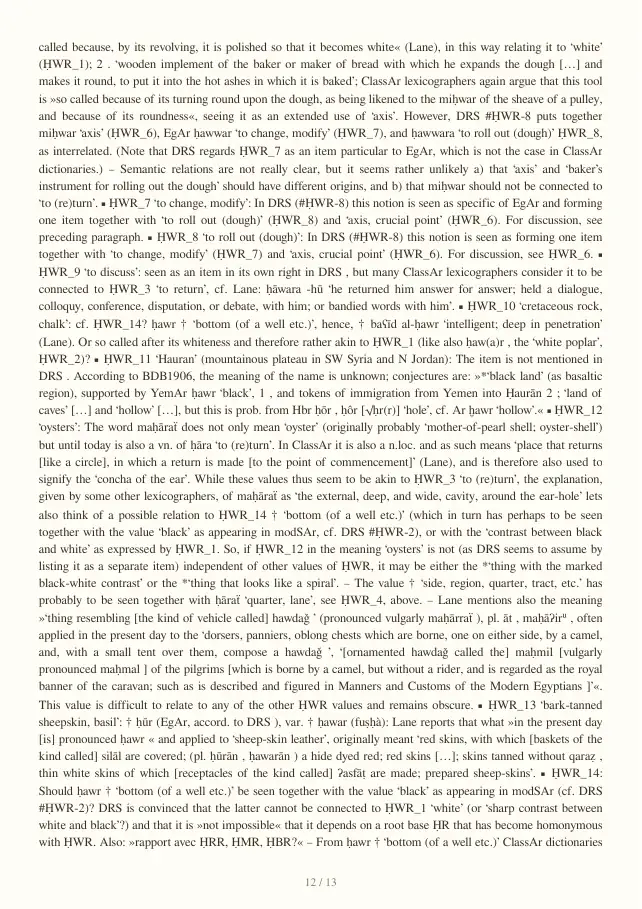 called because, by its revolving, it is polished so that it becomes white« (Lane), in this way relating it to ‘white’
(ḤWR_1); 2 . ‘wooden implement of the baker or maker of bread with which he expands the dough […] and
makes it round, to put it into the hot ashes in which it is baked’; ClassAr lexicographers again argue that this tool
is »so called because of its turning round upon the dough, as being likened to the miḥwar of the sheave of a pulley,
and because of its roundness«, seeing it as an extended use of ‘axis’. However, DRS #ḤWR-8 puts together
miḥwar ‘axis’ (ḤWR_6), EgAr ḥawwar ‘to change, modify’ (ḤWR_7), and ḥawwara ‘to roll out (dough)’ ḤWR_8,
as interrelated. (Note that DRS regards ḤWR_7 as an item particular to EgAr, which is not the case in ClassAr
dictionaries.) – Semantic relations are not really clear, but it seems rather unlikely a) that ‘axis’ and ‘baker’s
instrument for rolling out the dough’ should have different origins, and b) that miḥwar should not be connected to
‘to (re)turn’. ▪ ḤWR_7 ‘to change, modify’: In DRS (#ḤWR-8) this notion is seen as specific of EgAr and forming
one item together with ‘to roll out (dough)’ (ḤWR_8) and ‘axis, crucial point’ (ḤWR_6). For discussion, see
preceding paragraph. ▪ ḤWR_8 ‘to roll out (dough)’: In DRS (#ḤWR-8) this notion is seen as forming one item
together with ‘to change, modify’ (ḤWR_7) and ‘axis, crucial point’ (ḤWR_6). For discussion, see ḤWR_6. ▪
ḤWR_9 ‘to discuss’: seen as an item in its own right in DRS , but many ClassAr lexicographers consider it to be
connected to ḤWR_3 ‘to return’, cf. Lane: ḥāwara -hū ‘he returned him answer for answer; held a dialogue,
colloquy, conference, disputation, or debate, with him; or bandied words with him’. ▪ ḤWR_10 ‘cretaceous rock,
chalk’: cf. ḤWR_14? ḥawr † ‘bottom (of a well etc.)’, hence, † baʕīd al-ḥawr ‘intelligent; deep in penetration’
(Lane). Or so called after its whiteness and therefore rather akin to ḤWR_1 (like also ḥaw(a)r , the ‘white poplar’,
ḤWR_2)? ▪ ḤWR_11 ‘Hauran’ (mountainous plateau in SW Syria and N Jordan): The item is not mentioned in
DRS . According to BDB1906, the meaning of the name is unknown; conjectures are: »*‘black land’ (as basaltic
region), supported by YemAr ḥawr ‘black’, 1 , and tokens of immigration from Yemen into Ḥaurān 2 ; ‘land of
caves’ […] and ‘hollow’ […], but this is prob. from Hbr ḥōr , ḥōr [√ḥr(r)] ‘hole’, cf. Ar ḥawr ‘hollow’.« ▪ ḤWR_12
‘oysters’: The word maḥāraẗ does not only mean ‘oyster’ (originally probably ‘mother-of-pearl shell; oyster-shell’)
but until today is also a vn. of ḥāra ‘to (re)turn’. In ClassAr it is also a n.loc. and as such means ‘place that returns
[like a circle], in which a return is made [to the point of commencement]’ (Lane), and is therefore also used to
signify the ‘concha of the ear’. While these values thus seem to be akin to ḤWR_3 ‘to (re)turn’, the explanation,
given by some other lexicographers, of maḥāraẗ as ‘the external, deep, and wide, cavity, around the ear-hole’ lets
also think of a possible relation to ḤWR_14 † ‘bottom (of a well etc.)’ (which in turn has perhaps to be seen
together with the value ‘black’ as appearing in modSAr, cf. DRS #ḤWR-2), or with the ‘contrast between black
and white’ as expressed by ḤWR_1. So, if ḤWR_12 in the meaning ‘oysters’ is not (as DRS seems to assume by
listing it as a separate item) independent of other values of ḤWR, it may be either the *‘thing with the marked
black-white contrast’ or the *‘thing that looks like a spiral’. – The value † ‘side, region, quarter, tract, etc.’ has
probably to be seen together with ḥāraẗ ‘quarter, lane’, see ḤWR_4, above. – Lane mentions also the meaning
»‘thing resembling [the kind of vehicle called] hawdaǧ ’ (pronounced vulgarly maḥārraẗ ), pl. āt , maḥāʔirᵘ , often
applied in the present day to the ‘dorsers, panniers, oblong chests which are borne, one on either side, by a camel,
and, with a small tent over them, compose a hawdaǧ ’, ‘[ornamented hawdaǧ called the] maḥmil [vulgarly
pronounced maḥmal ] of the pilgrims [which is borne by a camel, but without a rider, and is regarded as the royal
banner of the caravan; such as is described and figured in Manners and Customs of the Modern Egyptians ]’«.
This value is difficult to relate to any of the other ḤWR values and remains obscure. ▪ ḤWR_13 ‘bark-tanned
sheepskin, basil’: † ḥūr (EgAr, accord. to DRS ), var. † ḥawar (fuṣḥà): Lane reports that what »in the present day
[is] pronounced ḥawr « and applied to ‘sheep-skin leather’, originally meant ‘red skins, with which [baskets of the
kind called] silāl are covered; (pl. ḥūrān , ḥawarān ) a hide dyed red; red skins […]; skins tanned without qaraẓ ,
thin white skins of which [receptacles of the kind called] ʔasfāṭ are made; prepared sheep-skins’. ▪ ḤWR_14:
Should ḥawr † ‘bottom (of a well etc.)’ be seen together with the value ‘black’ as appearing in modSAr (cf. DRS
#ḤWR-2)? DRS is convinced that the latter cannot be connected to ḤWR_1 ‘white’ (or ‘sharp contrast between
white and black’?) and that it is »not impossible« that it depends on a root base ḤR that has become homonymous
with ḤWR. Also: »rapport avec ḤRR, ḤMR, ḤBR?« – From ḥawr † ‘bottom (of a well etc.)’ ClassAr dictionaries
12 / 13